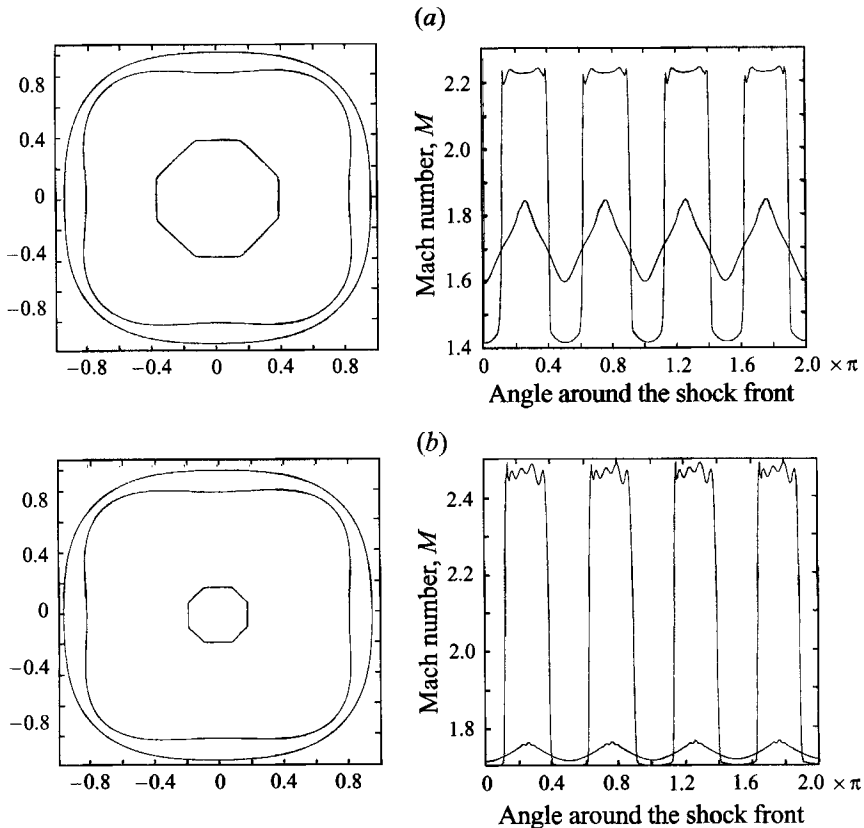 (a)
0.8
0.4
0
−0.4
−0.8
−0.8 −0.4 0 0.4 0.8
Mach number, M
2.2
2.0
1.8
1.6
1.4
0 0.4 0.8 1.2 1.6 2.0 × π
Angle around the shock front
(b)
0.8
0.4
0
−0.4
−0.8
−0.8 −0.4 0 0.4 0.8
Mach number, M
2.4
2.2
2.0
1.8
0 0.4 0.8 1.2 1.6 2.0 × π
Angle around the shock front